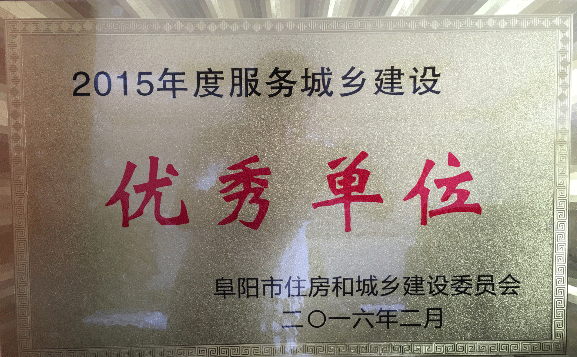 2015年度服务城乡建设
优秀单位
阜阳市住房和城乡建设委员会
二〇一六年二月